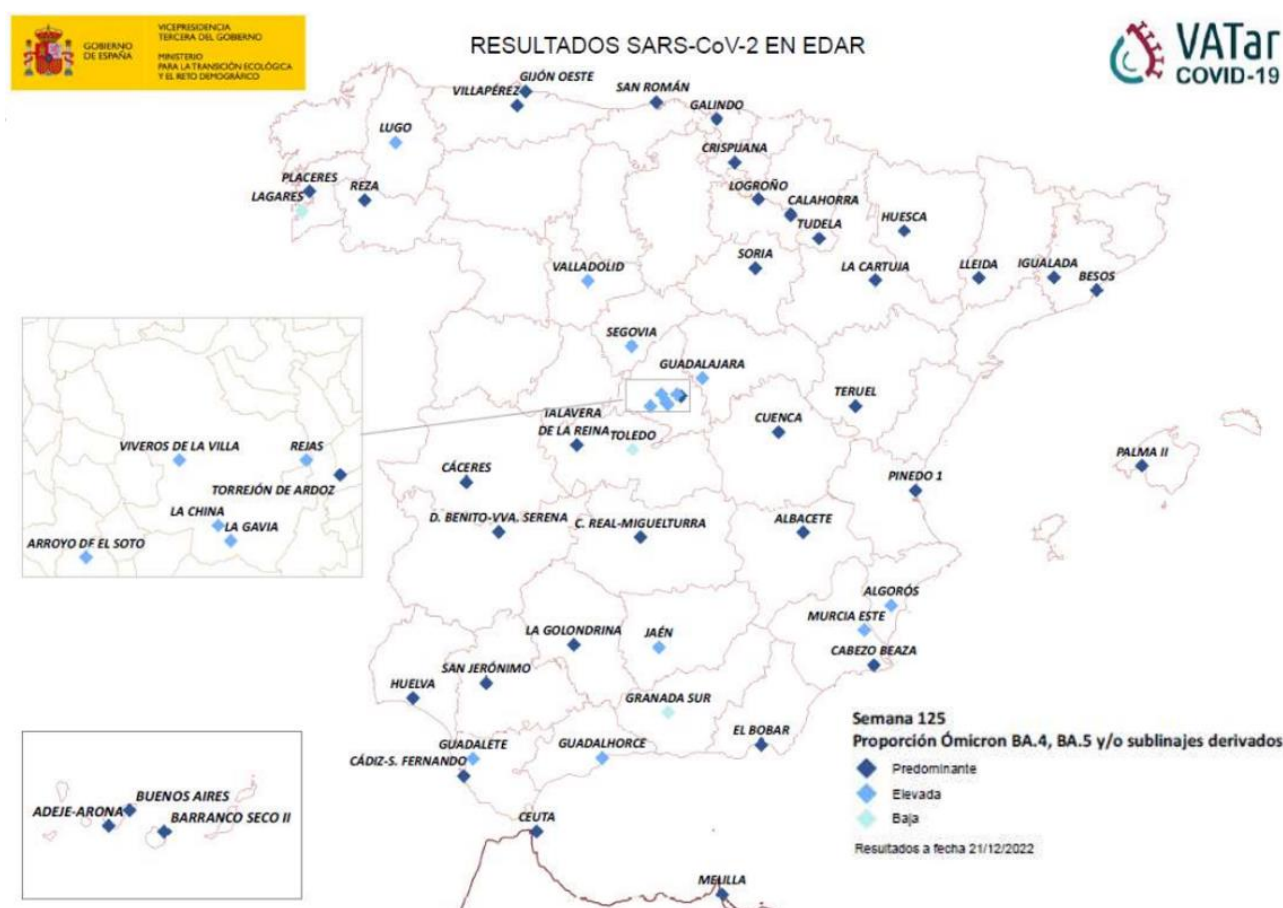 GOBIERNO
DE ESPAÑA
VICEPRESIDENCIA
TERCERA DEL GOBIERNO
MINISTERIO
PARA LA TRANSICIÓN ECOLÓGICA
Y EL RETO DEMOGRÁFICO
RESULTADOS SARS-CoV-2 EN EDAR
VATar
COVID-19
GIJÓN OESTE
VILLAPÉREZ
SAN ROMÁN
GALINDO
LUGO
CRISPIJANA
PLACERES
REZA
LAGARES
LOGROÑO
CALAHORRA
TUDELA
HUESCA
SORIA
VALLADOLID
LA CARTUJA
LLEIDA
IGUALADA
BESOS
SEGOVIA
GUADALAJARA
TERUEL
CUENCA
TALAVERA
DE LA REINA
TOLEDO
VIVEROS DE LA VILLA
REJAS
TORREJÓN DE ARDOZ
LA CHINA
LA GAVIA
ARROYO DE EL SOTO
CÁCERES
PALMA II
PINEDO 1
D. BENITO-VVA. SERENA
C. REAL-MIGUELTURRA
ALBACETE
ALGORÓS
MURCIA ESTE
LA GOLONDRINA
JAÉN
CABEZO BEAZA
SAN JERÓNIMO
HUELVA
GRANADA SUR
EL BOBAR
GUADALETE
GUADALHORCE
CÁDIZ-S. FERNANDO
Semana 125
Proporción Ómicron BA.4, BA.5 y/o sublinajes derivados
Predominante
Elevada
Baja
Resultados a fecha 21/12/2022
BUENOS AIRES
ADEJE-ARONA
BARRANCO SECO II
CEUTA
MELILLA